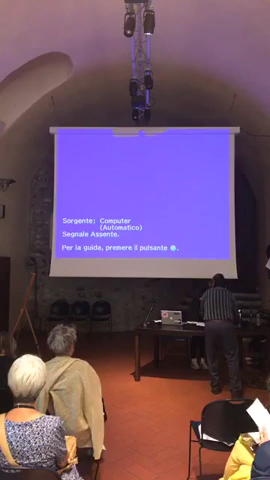 Sorgente: Computer
(Automatico)
Segnale Assente.
Per la guida, premere il pulsante .